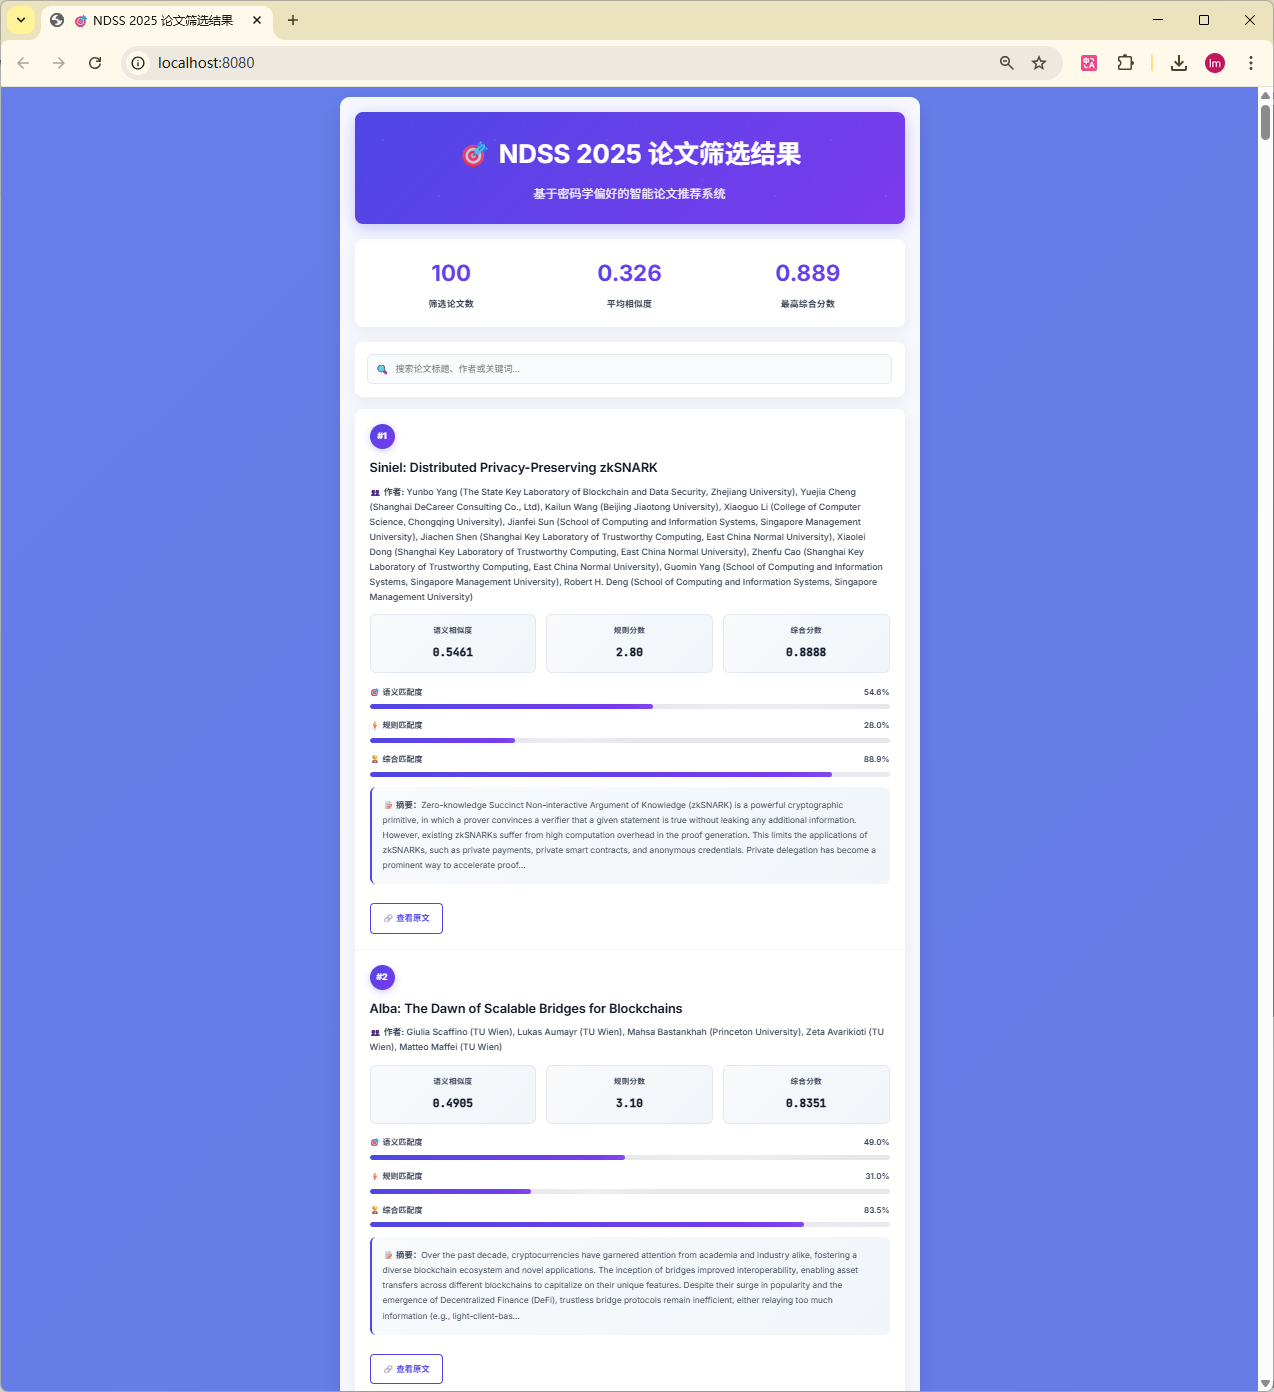 NDSS 2025 论文筛选结果
localhost:8080
lm
NDSS 2025 论文筛选结果
基于密码学偏好的智能论文推荐系统
100
0.326
0.889
筛选论文数
平均相似度
最高综合分数
搜索论文标题、作者或关键词...
#1
Siniel: Distributed Privacy-Preserving zkSNARK
作者: Yunbo Yang (The State Key Laboratory of Blockchain and Data Security, Zhejiang University), Yuejia Cheng
(Shanghai DeCareer Consulting Co., Ltd), Kailun Wang (Beijing Jiaotong University), Xiaoguo Li (College of Computer
Science, Chongqing University), Jianfei Sun (School of Computing and Information Systems, Singapore Management
University), Jiachen Shen (Shanghai Key Laboratory of Trustworthy Computing, East China Normal University), Xiaolei
Dong (Shanghai Key Laboratory of Trustworthy Computing, East China Normal University), Zhenfu Cao (Shanghai Key
Laboratory of Trustworthy Computing, East China Normal University), Guomin Yang (School of Computing and Information
Systems, Singapore Management University), Robert H. Deng (School of Computing and Information Systems, Singapore
Management University)
语义相似度
0.5461
规则分数
2.80
综合分数
0.8888
语义匹配度 54.6%
规则匹配度 28.0%
综合匹配度 88.9%
摘要：Zero-knowledge Succinct Non-interactive Argument of Knowledge (zkSNARK) is a powerful cryptographic
primitive, in which a prover convinces a verifier that a given statement is true without leaking any additional information.
However, existing zkSNARKs suffer from high computation overhead in the proof generation. This limits the applications of
zkSNARKs, such as private payments, private smart contracts, and anonymous credentials. Private delegation has become a
prominent way to accelerate proof...
查看原文
#2
Alba: The Dawn of Scalable Bridges for Blockchains
作者: Giulia Scaffino (TU Wien), Lukas Aumayr (TU Wien), Mahsa Bastankhah (Princeton University), Zeta Avarikioti (TU
Wien), Matteo Maffei (TU Wien)
语义相似度
0.4905
规则分数
3.10
综合分数
0.8351
语义匹配度 49.0%
规则匹配度 31.0%
综合匹配度 83.5%
摘要：Over the past decade, cryptocurrencies have garnered attention from academia and industry alike, fostering a
diverse blockchain ecosystem and novel applications. The inception of bridges improved interoperability, enabling asset
transfers across different blockchains to capitalize on their unique features. Despite their surge in popularity and the
emergence of Decentralized Finance (DeFi), trustless bridge protocols remain inefficient, either relaying too much
information (e.g., light-client-bas...
查看原文